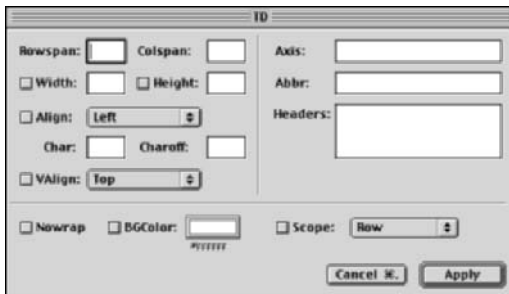 TD
Rowspan: Colspan: Axis:
Width: Height: Abbr:
Align: Left Headers:
Char: Charoff:
VAlign: Top
Nowrap BGColor: Scope: Row
#ffffff
Cancel ⌘. Apply